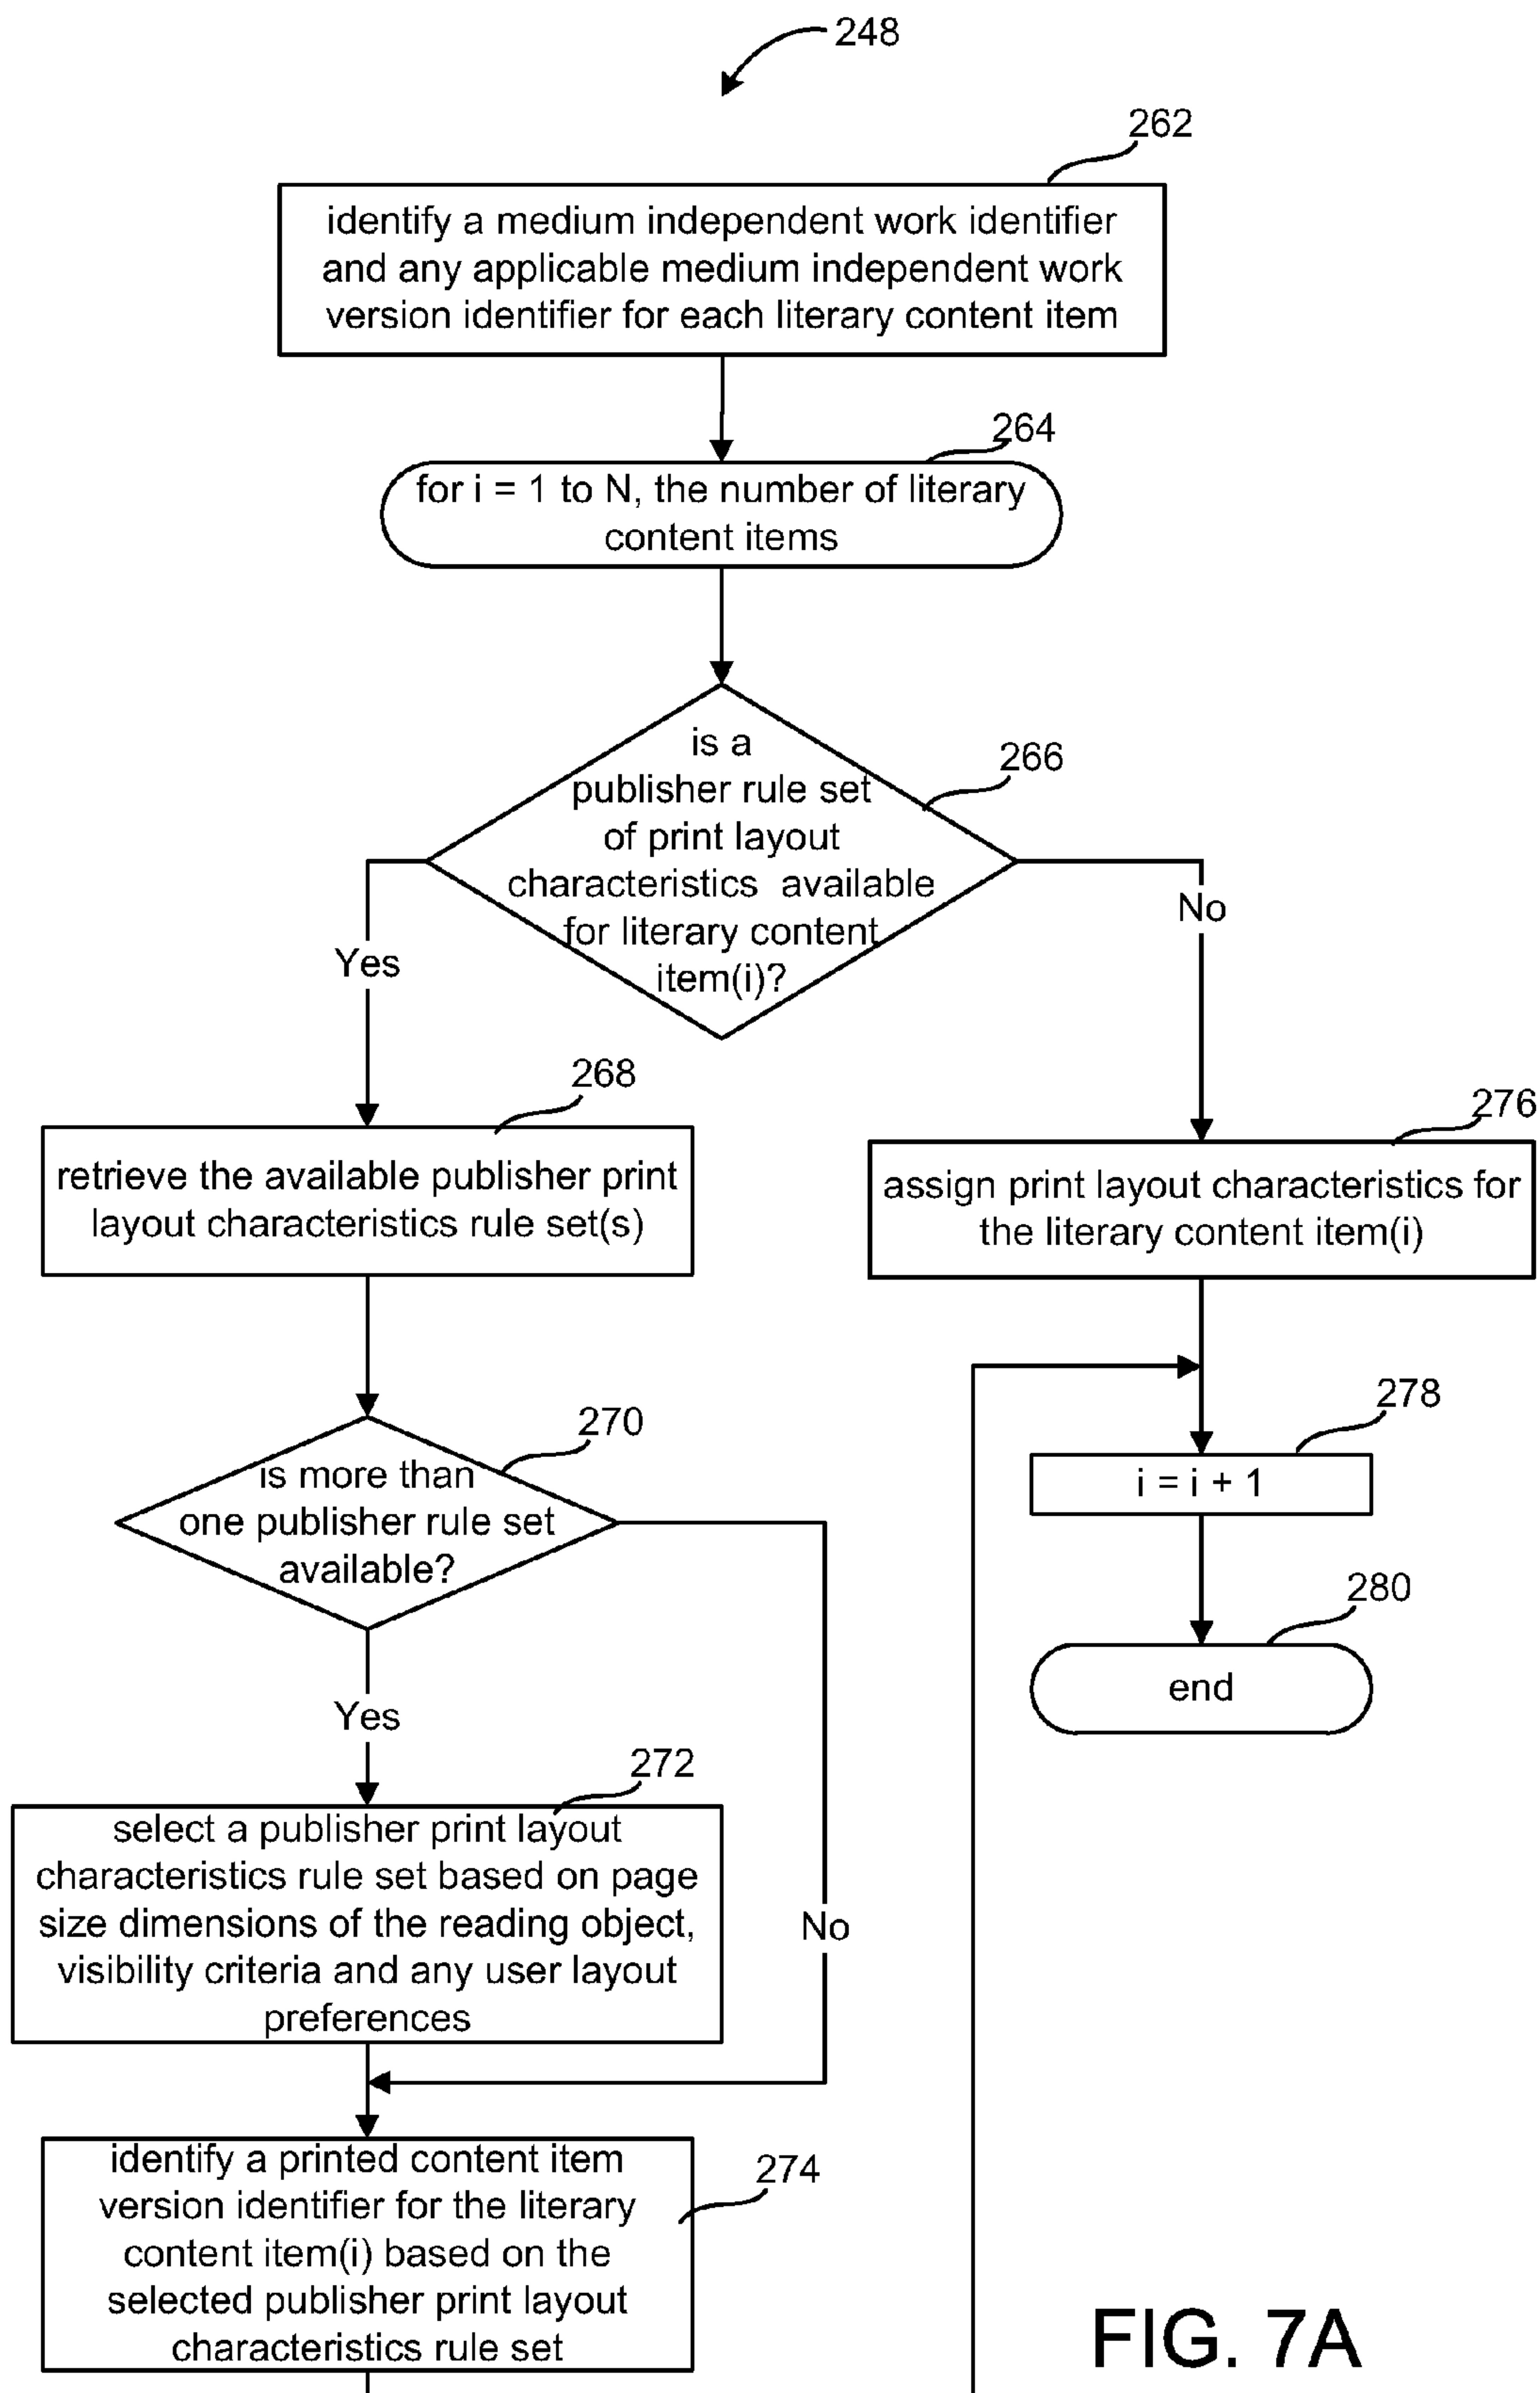 248
262
identify a medium independent work identifier
and any applicable medium independent work
version identifier for each literary content item
264
for i = 1 to N, the number of literary
content items
266
is a
publisher rule set
of print layout
characteristics available
for literary content
item(i)?
Yes
No
268
retrieve the available publisher print
layout characteristics rule set(s)
276
assign print layout characteristics for
the literary content item(i)
270
is more than
one publisher rule set
available?
278
i = i + 1
280
end
Yes
No
272
select a publisher print layout
characteristics rule set based on page
size dimensions of the reading object,
visibility criteria and any user layout
preferences
274
identify a printed content item
version identifier for the literary
content item(i) based on the
selected publisher print layout
characteristics rule set
FIG. 7A